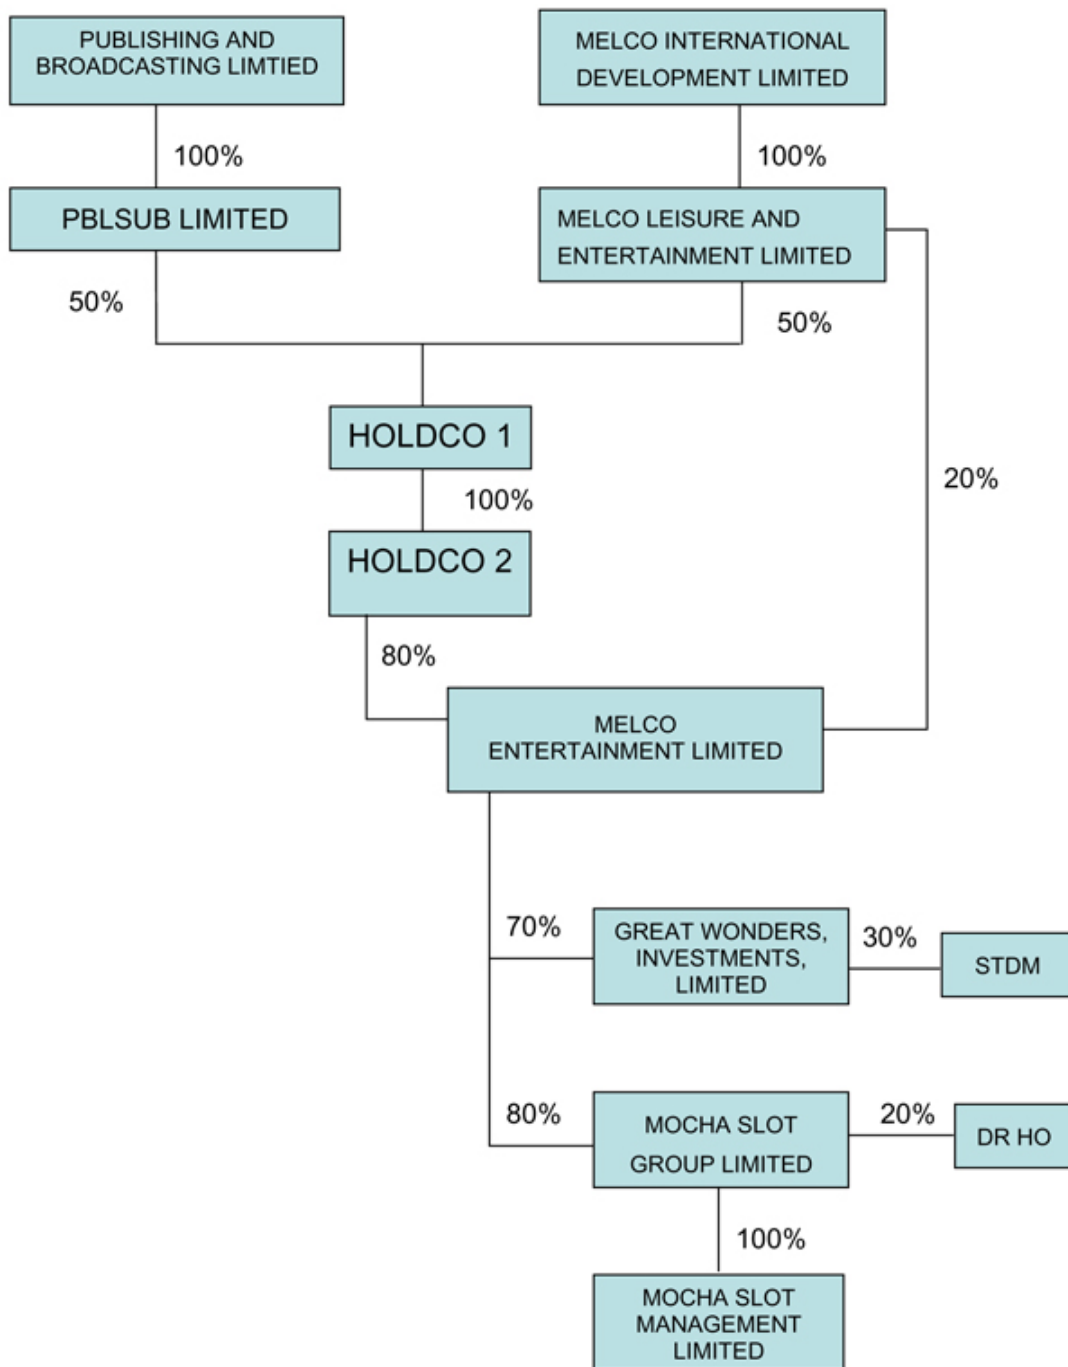 PUBLISHING AND
BROADCASTING LIMTIED
MELCO INTERNATIONAL
DEVELOPMENT LIMITED
100%
100%
PBLSUB LIMITED
MELCO LEISURE AND
ENTERTAINMENT LIMITED
50%
50%
HOLDCO 1
100%
20%
HOLDCO 2
80%
MELCO
ENTERTAINMENT LIMITED
70%
GREAT WONDERS,
INVESTMENTS,
LIMITED
30%
STDM
80%
MOCHA SLOT
GROUP LIMITED
20%
DR HO
100%
MOCHA SLOT
MANAGEMENT
LIMITED